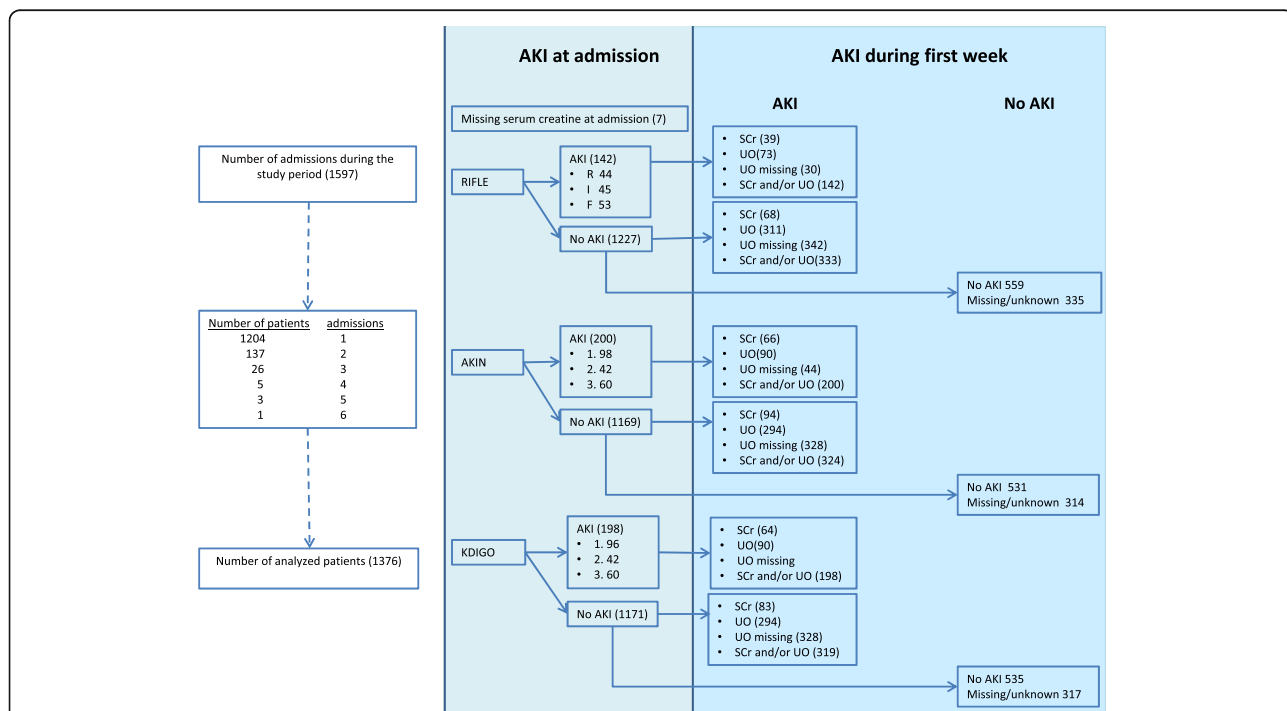 AKI at admission
AKI during first week
AKI
No AKI
Missing serum creatine at admission (7)
Number of admissions during the
study period (1597)
Number of patients admissions
1204 1
137 2
26 3
5 4
3 5
1 6
Number of analyzed patients (1376)
RIFLE
AKI (142)
• R 44
• I 45
• F 53
No AKI (1227)
• SCr (39)
• UO(73)
• UO missing (30)
• SCr and/or UO (142)
• SCr (68)
• UO (311)
• UO missing (342)
• SCr and/or UO(333)
No AKI 559
Missing/unknown 335
AKIN
AKI (200)
• 1. 98
• 2. 42
• 3. 60
No AKI (1169)
• SCr (66)
• UO(90)
• UO missing (44)
• SCr and/or UO (200)
• SCr (94)
• UO (294)
• UO missing (328)
• SCr and/or UO (324)
No AKI 531
Missing/unknown 314
KDIGO
AKI (198)
• 1. 96
• 2. 42
• 3. 60
No AKI (1171)
• SCr (64)
• UO(90)
• UO missing
• SCr and/or UO (198)
• SCr (83)
• UO (294)
• UO missing (328)
• SCr and/or UO (319)
No AKI 535
Missing/unknown 317